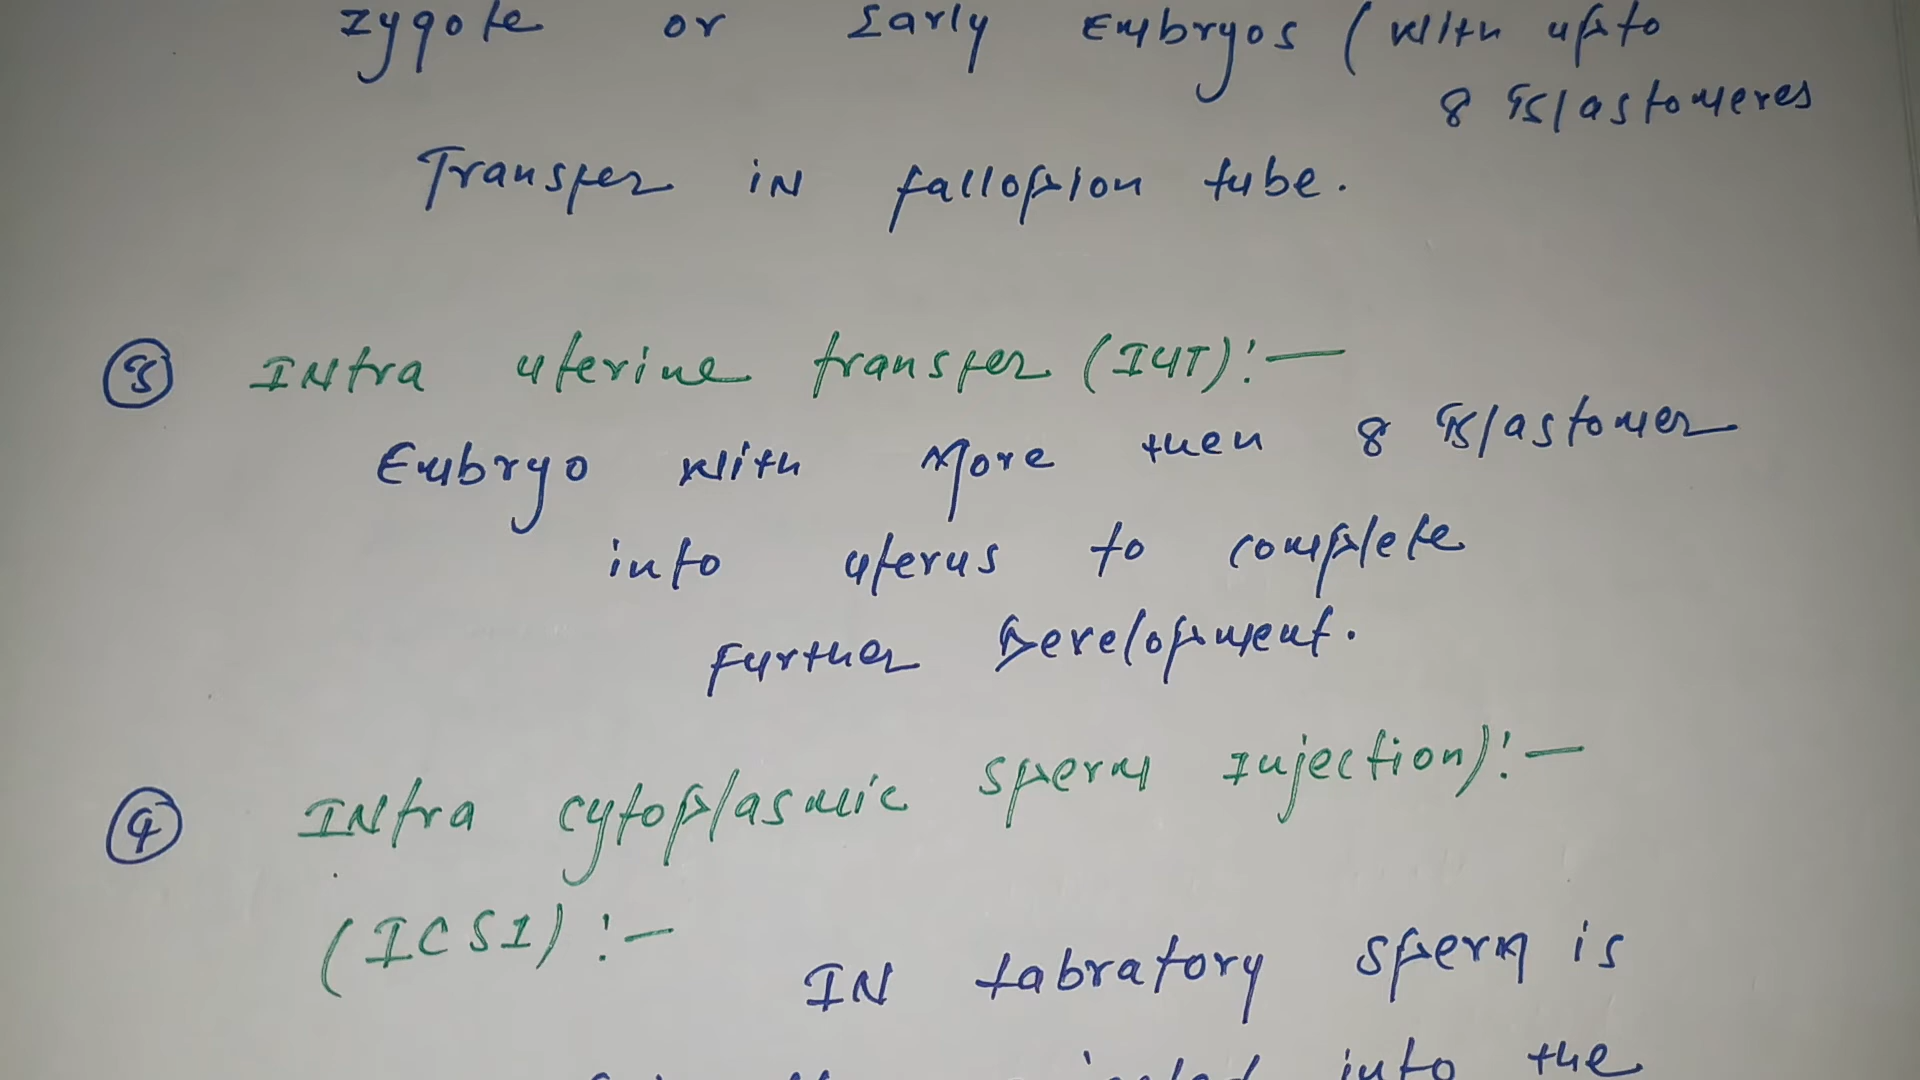 zygote or Early Embryos (with upto
8 Blastomeres
Transfer in fallopion tube.
③ Intra uterine transfer (IUT):-
Embryo with More then 8 Blastomer
into uterus to complete
Further Development.
④ Intra cytoplasmic sperm Injection):-
(ICSI) :-
IN Labratory sperm is
into the